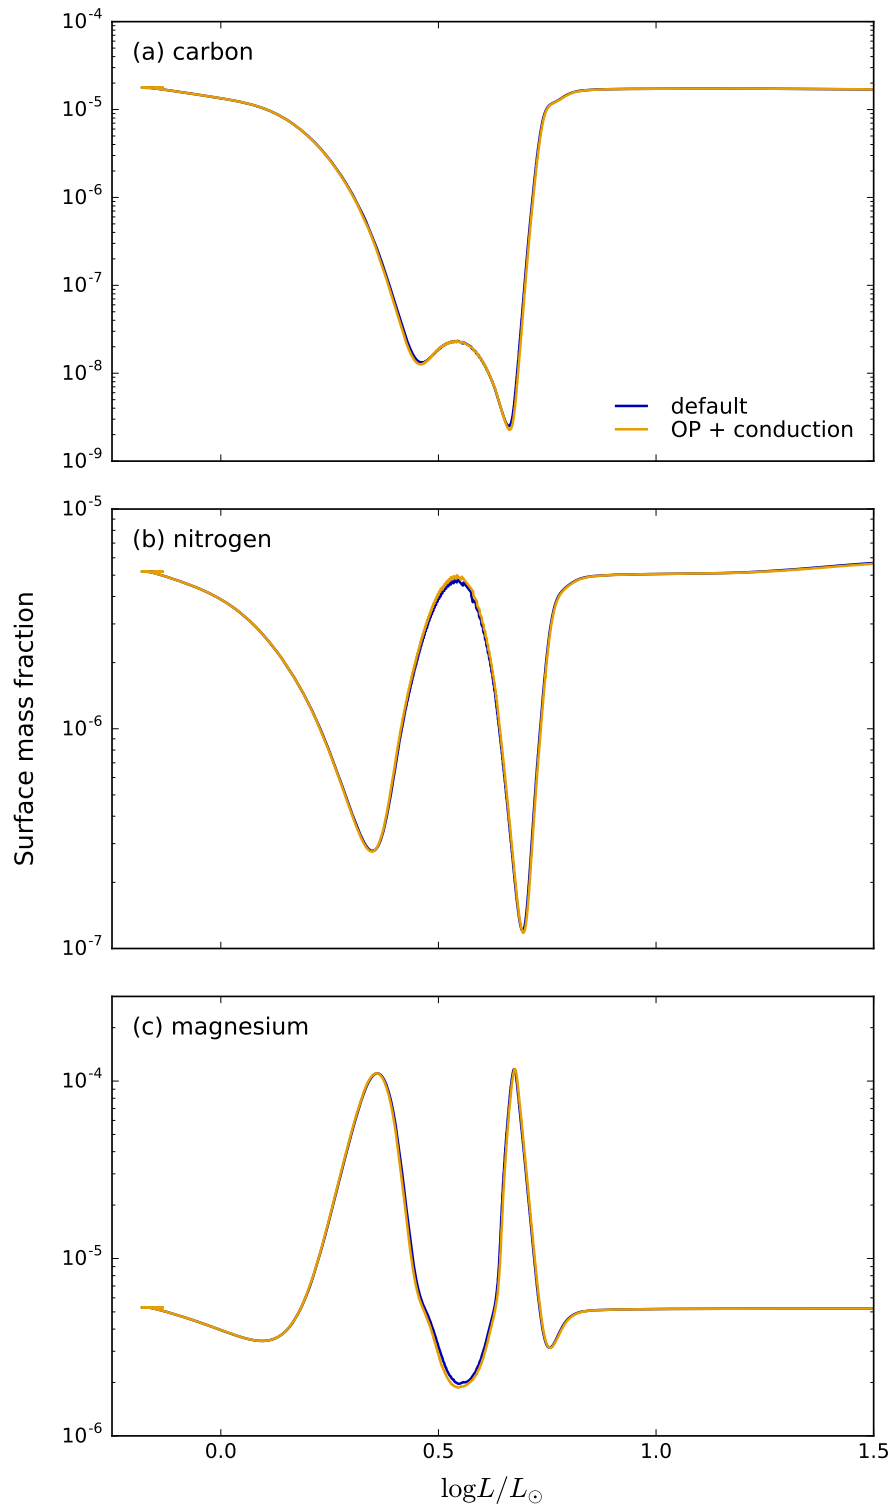 10^-4
(a) carbon
10^-5
10^-6
10^-7
10^-8
default
OP + conduction
10^-9
10^-5
(b) nitrogen
Surface mass fraction
10^-6
10^-7
(c) magnesium
10^-4
10^-5
10^-6
0.0 0.5 1.0 1.5
logL/L☉